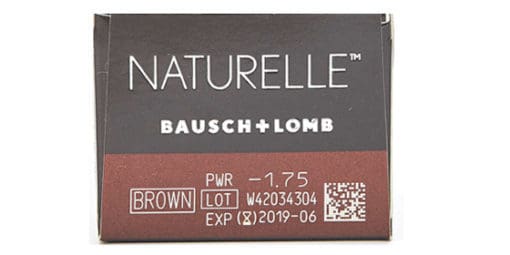 NATURELLE™
BAUSCH+LOMB
PWR -1.75
BROWN LOT W42034304
EXP 2019-06